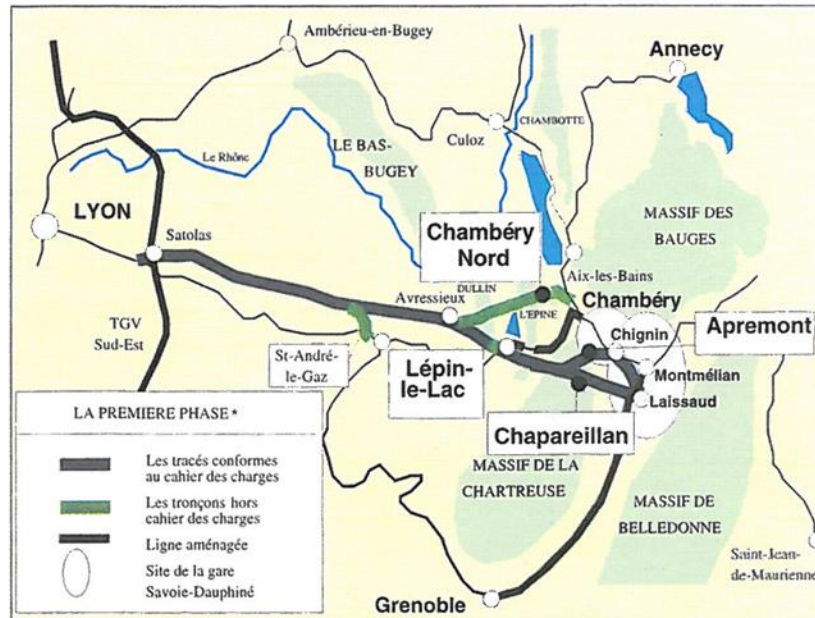 Ambérieu-en-Bugey
Annecy
CHAMBOTTE
Culoz
Le Rhône
LE BAS-
BUGEY
LYON
MASSIF DES
BAUGES
Satolas
Chambéry
Nord
DULLIN
Aix-les-Bains
Avressieux
Chambéry
L'EPINE
TGV
Sud-Est
Chignin
Apremont
St-André-
le-Gaz
Lépin-
le-Lac
Montmélian
Laissaud
Chapareillan
LA PREMIERE PHASE *
Les tracés conformes
au cahier des charges
Les tronçons hors
cahier des charges
Ligne aménagée
Site de la gare
Savoie-Dauphiné
MASSIF DE LA
CHARTREUSE
MASSIF DE
BELLEDONNE
Saint-Jean-
de-Maurienne
Grenoble